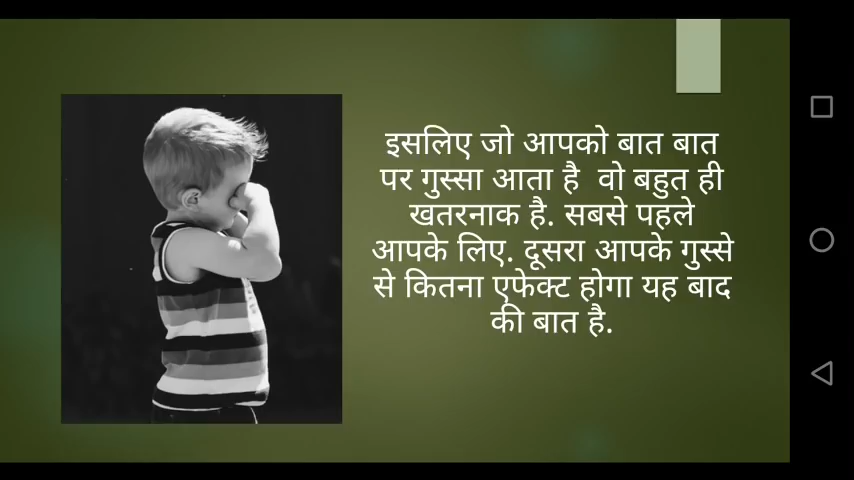 इसलिए जो आपको बात बात
पर गुस्सा आता है  वो बहुत ही
खतरनाक है. सबसे पहले
आपके लिए. दूसरा आपके गुस्से
से कितना एफेक्ट होगा यह बाद
की बात है.